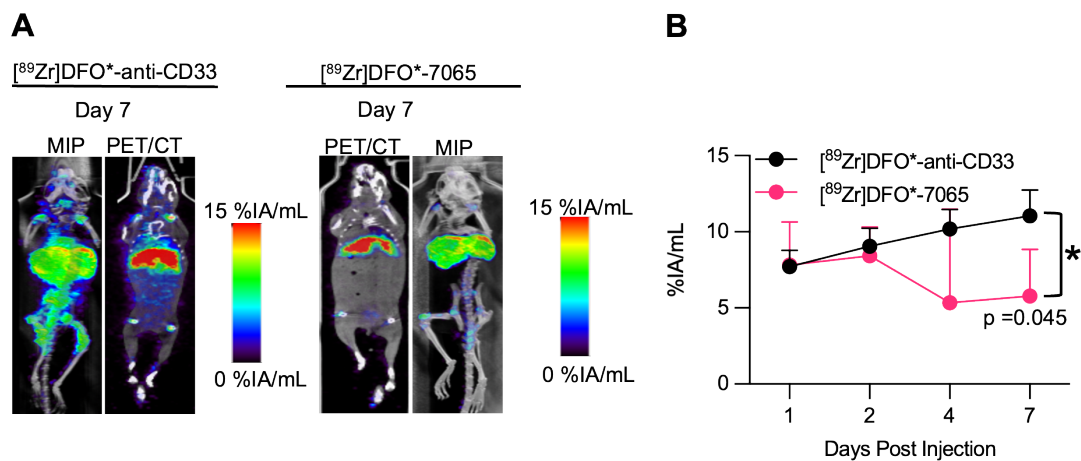 A
[⁸⁹Zr]DFO*-anti-CD33
[⁸⁹Zr]DFO*-7065
Day 7
Day 7
MIP
PET/CT
PET/CT
MIP
15 %IA/mL
0 %IA/mL
15 %IA/mL
0 %IA/mL
B
[⁸⁹Zr]DFO*-anti-CD33
[⁸⁹Zr]DFO*-7065
%IA/mL
15
10
5
0
*
p =0.045
1
2
4
7
Days Post Injection